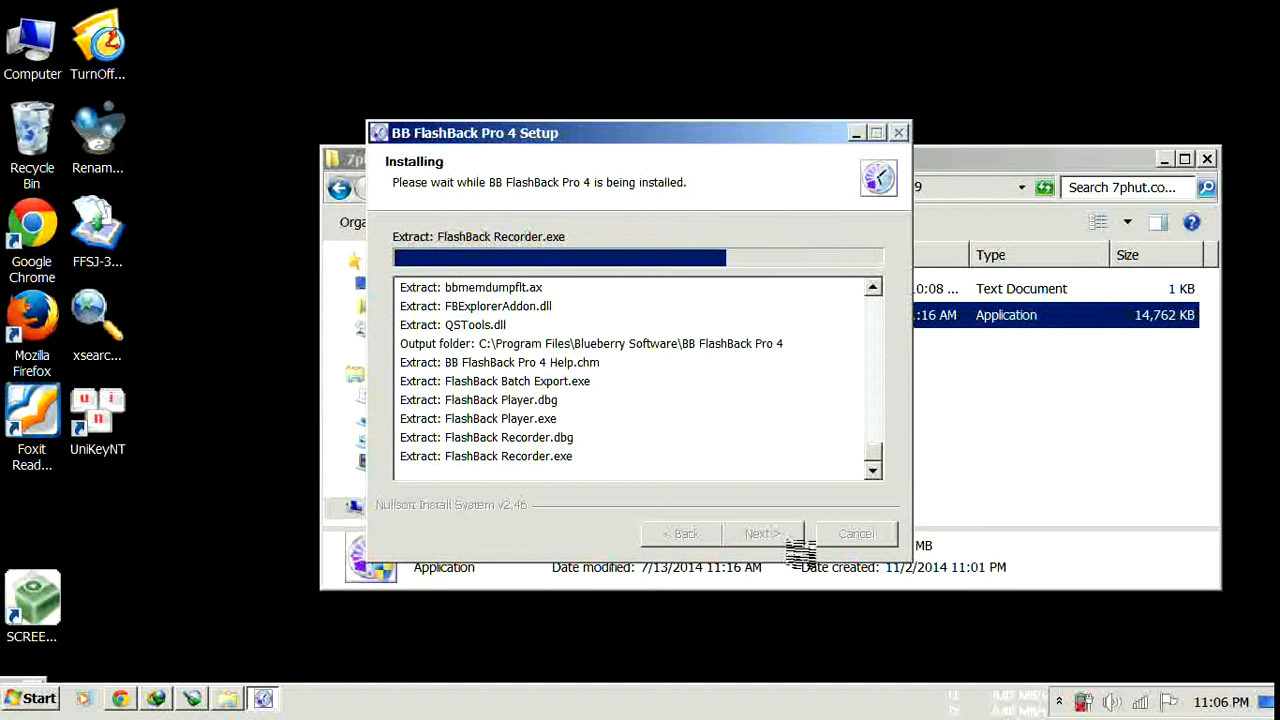 Computer
TurnOff...
Recycle
Bin
Renam...
Google
Chrome
FFSJ-3...
Mozilla
Firefox
xsearc...
Foxit
Read...
UniKeyNT
SCREE...
BB FlashBack Pro 4 Setup
Installing
Please wait while BB FlashBack Pro 4 is being installed.
Extract: FlashBack Recorder.exe
Extract: bbmemdumpflt.ax
Extract: FBExplorerAddon.dll
Extract: QSTools.dll
Output folder: C:\Program Files\Blueberry Software\BB FlashBack Pro 4
Extract: BB FlashBack Pro 4 Help.chm
Extract: FlashBack Batch Export.exe
Extract: FlashBack Player.dbg
Extract: FlashBack Player.exe
Extract: FlashBack Recorder.dbg
Extract: FlashBack Recorder.exe
Nullsoft Install System v2.46
< Back
Next >
Cancel
7p
9
Search 7phut.co...
Orga
Type
Size
0:08 ...
Text Document
1 KB
:16 AM
Application
14,762 KB
MB
Application
Date modified: 7/13/2014 11:16 AM
Date created: 11/2/2014 11:01 PM
Start
11:06 PM